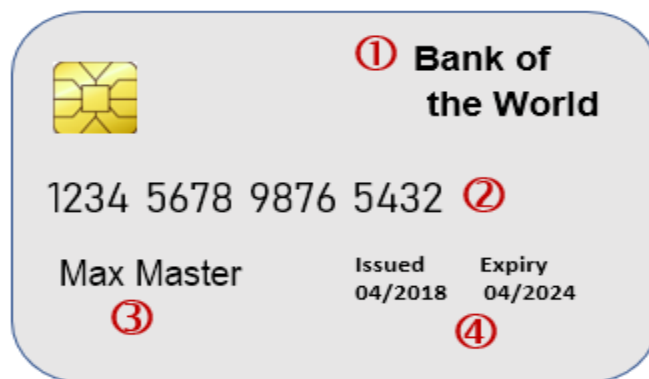 ① Bank of
the World
1234 5678 9876 5432 ②
Max Master
③
Issued Expiry
04/2018 04/2024
④